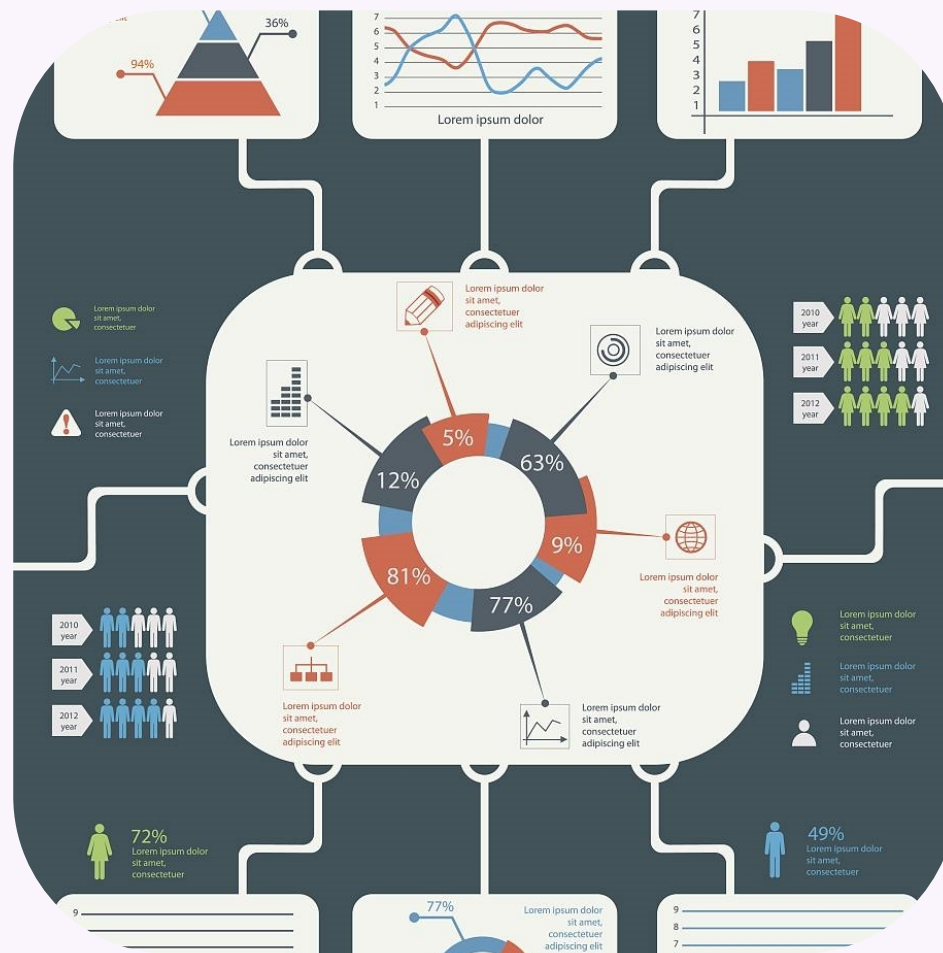 36%
94%
7
6
5
4
3
2
1
Lorem ipsum dolor
7
6
5
4
3
2
1
Lorem ipsum dolor
sit amet,
consectetuer
adipiscing elit
Lorem ipsum dolor
sit amet,
consectetuer
Lorem ipsum dolor
sit amet,
consectetuer
Lorem ipsum dolor
sit amet,
consectetuer
Lorem ipsum dolor
sit amet,
consectetuer
adipiscing elit
2010
year
2011
year
2012
year
Lorem ipsum dolor
sit amet,
consectetuer
adipiscing elit
5%
63%
12%
9%
81%
77%
Lorem ipsum dolor
sit amet,
consectetuer
adipiscing elit
2010
year
2011
year
2012
year
Lorem ipsum dolor
sit amet,
consectetuer
adipiscing elit
Lorem ipsum dolor
sit amet,
consectetuer
adipiscing elit
Lorem ipsum dolor
sit amet,
consectetuer
Lorem ipsum dolor
sit amet,
consectetuer
Lorem ipsum dolor
sit amet,
consectetuer
72%
Lorem ipsum dolor
sit amet,
consectetuer
49%
Lorem ipsum dolor
sit amet,
consectetuer
9
77%
Lorem ipsum dolor
sit amet,
consectetuer
adipiscing elit
9
8
7